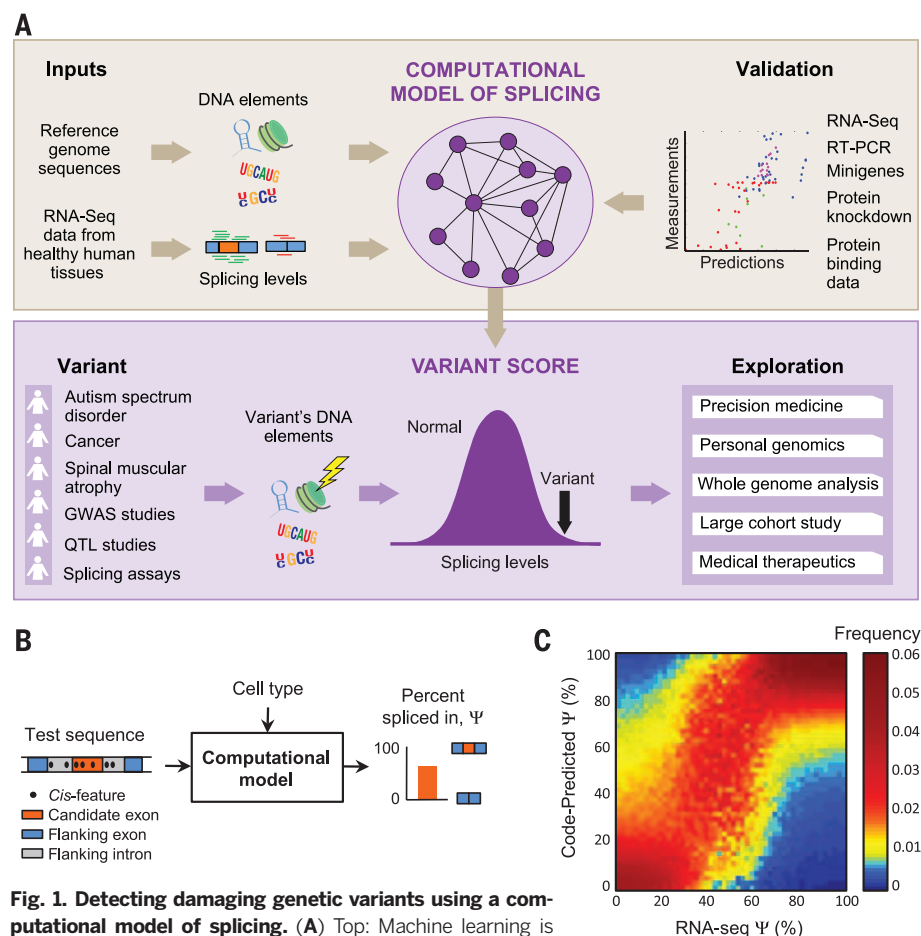 A
Inputs
Reference
genome
sequences
RNA-Seq
data from
healthy human
tissues
DNA elements
UGCAUG
UGCU
C C
Splicing levels
COMPUTATIONAL
MODEL OF SPLICING
Validation
Measurements
Predictions
RNA-Seq
RT-PCR
Minigenes
Protein
knockdown
Protein
binding
data
Variant
Autism spectrum
disorder
Cancer
Spinal muscular
atrophy
GWAS studies
QTL studies
Splicing assays
Variant's DNA
elements
UGCAUG
UGCU
C C
VARIANT SCORE
Normal
Variant
Splicing levels
Exploration
Precision medicine
Personal genomics
Whole genome analysis
Large cohort study
Medical therapeutics
B
Cell type
Test sequence
Computational
model
Percent
spliced in, Ψ
100
0
Cis-feature
Candidate exon
Flanking exon
Flanking intron
C
Frequency
Code-Predicted Ψ (%)
100
80
60
40
20
0
0 20 40 60 80 100
RNA-seq Ψ (%)
0.06
0.04
0.03
0.02
0.01
0
Fig. 1. Detecting damaging genetic variants using a com-
putational model of splicing. (A) Top: Machine learning is